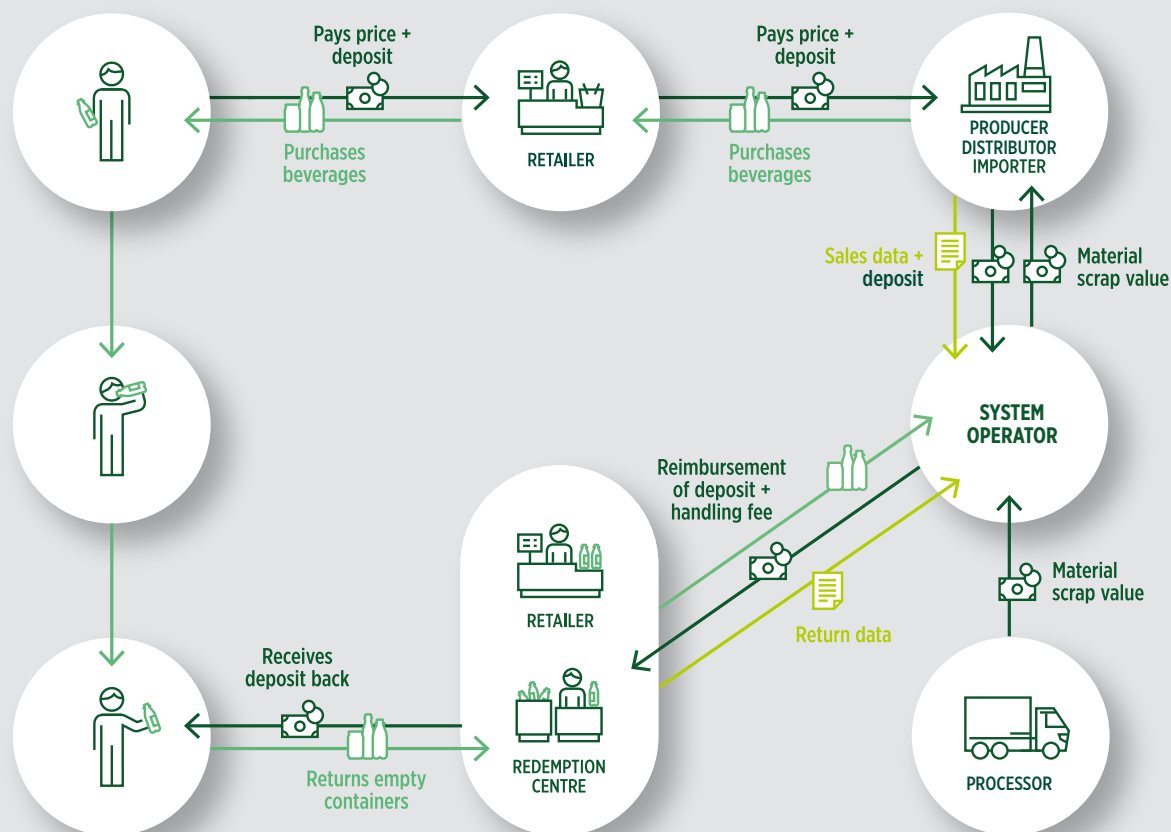 Pays price +
deposit
Purchases
beverages
RETAILER
Pays price +
deposit
Purchases
beverages
PRODUCER
DISTRIBUTOR
IMPORTER
Sales data +
deposit
Material
scrap value
SYSTEM
OPERATOR
Reimbursement
of deposit +
handling fee
Return data
Material
scrap value
RETAILER
REDEMPTION
CENTRE
Receives
deposit back
Returns empty
containers
PROCESSOR